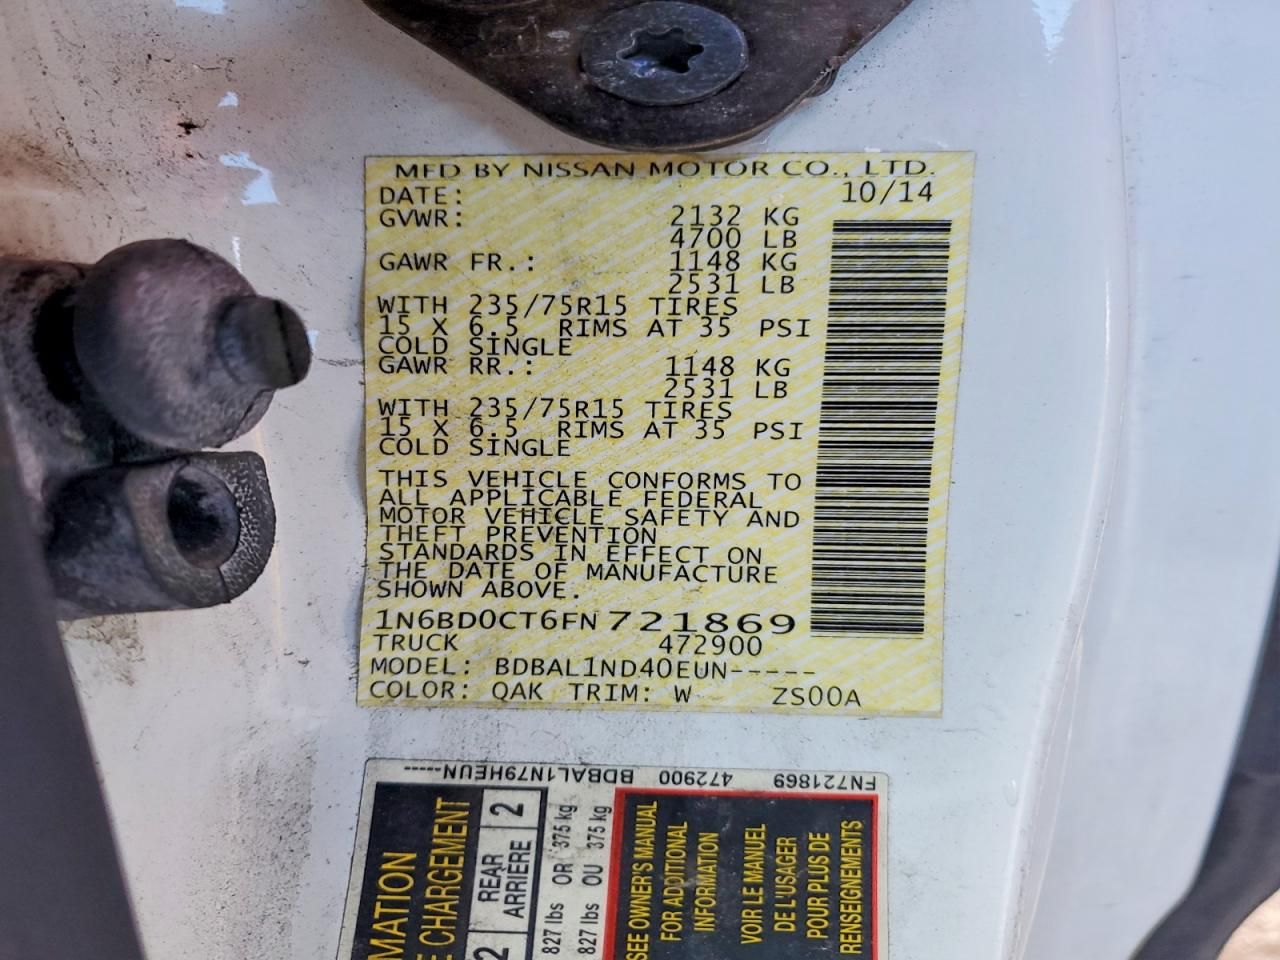 MFD BY NISSAN MOTOR CO., LTD.
DATE: 10/14
GVWR: 2132 KG
4700 LB
GAWR FR.: 1148 KG
2531 LB
WITH 235/75R15 TIRES
15 X 6.5 RIMS AT 35 PSI
COLD SINGLE
GAWR RR.: 1148 KG
2531 LB
WITH 235/75R15 TIRES
15 X 6.5 RIMS AT 35 PSI
COLD SINGLE
THIS VEHICLE CONFORMS TO
ALL APPLICABLE FEDERAL
MOTOR VEHICLE SAFETY AND
THEFT PREVENTION
STANDARDS IN EFFECT ON
THE DATE OF MANUFACTURE
SHOWN ABOVE.
1N6BD0CT6FN721869
TRUCK 472900
MODEL: BDBAL1ND40EUN-----
COLOR: QAK TRIM: W ZS00A
FN721869 472900 BDBAL1N79HEUN-----
MATION
E CHARGEMENT
2 REAR 2
ARRIERE
827 lbs OR 375 kg
827 lbs OU 375 kg
SEE OWNER'S MANUAL
FOR ADDITIONAL
INFORMATION
VOIR LE MANUEL
DE L'USAGER
POUR PLUS DE
RENSEIGNEMENTS